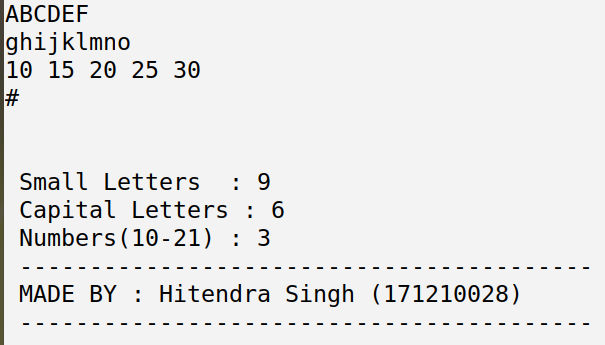 ABCDEF
ghijklmno
10 15 20 25 30
#
Small Letters  : 9
Capital Letters : 6
Numbers(10-21) : 3
-----------------------------------------
MADE BY : Hitendra Singh (171210028)
-----------------------------------------